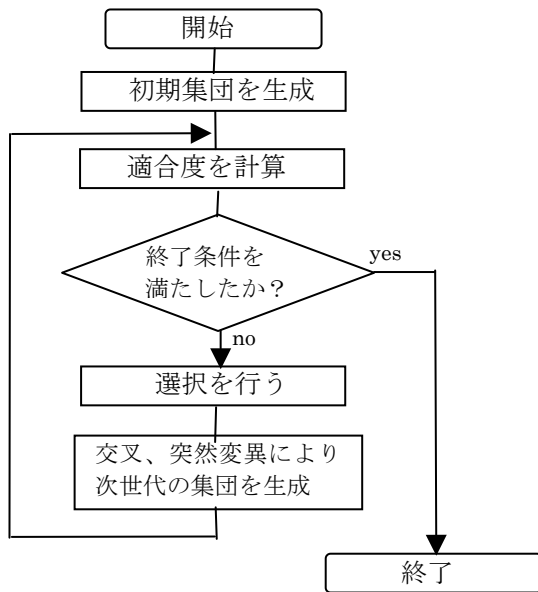 開始
初期集団を生成
適合度を計算
終了条件を
満たしたか？
yes
no
選択を行う
交叉、突然変異により
次世代の集団を生成
終了